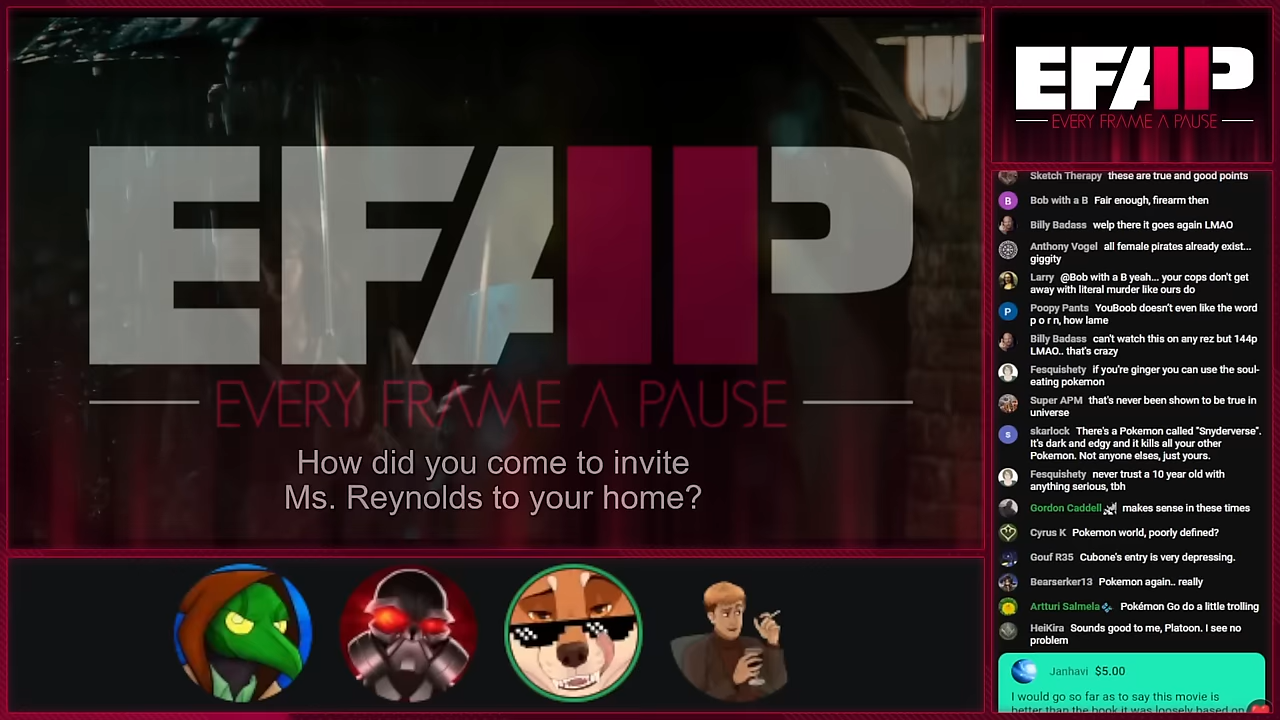 EFAP
EVERY FRAME A PAUSE
How did you come to invite
Ms. Reynolds to your home?
EFAP
EVERY FRAME A PAUSE
Sketch Therapy these are true and good points
B
Bob with a B Fair enough, firearm then
Billy Badass welp there it goes again LMAO
Anthony Vogel all female pirates already exist...
giggity
Larry @Bob with a B yeah... your cops don't get
away with literal murder like ours do
P
Poopy Pants YouBoob doesn't even like the word
p o r n, how lame
Billy Badass can't watch this on any rez but 144p
LMAO.. that's crazy
Fesquishety if you're ginger you can use the soul-
eating pokemon
Super APM that's never been shown to be true in
universe
s
skarlock There's a Pokemon called "Snyderverse".
It's dark and edgy and it kills all your other
Pokemon. Not anyone elses, just yours.
Fesquishety never trust a 10 year old with
anything serious, tbh
Gordon Caddell makes sense in these times
Cyrus K Pokemon world, poorly defined?
Gouf R35 Cubone's entry is very depressing.
Bearserker13 Pokemon again.. really
Artturi Salmela Pokémon Go do a little trolling
HeiKira Sounds good to me, Platoon. I see no
problem
Janhavi $5.00
I would go so far as to say this movie is
better than the book it was loosely based on